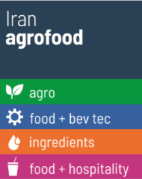 Iran
agrofood
agro
food + bev tec
ingredients
food + hospitality